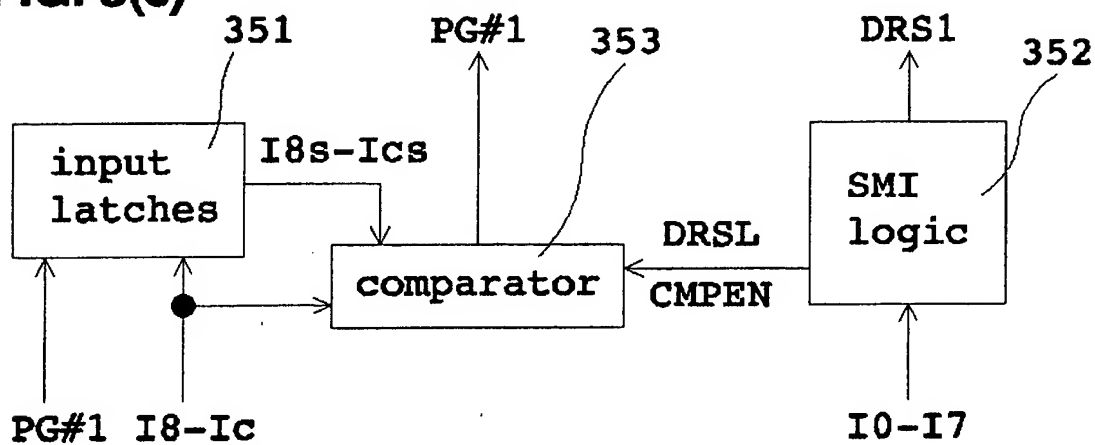 351
PG#1
353
DRS1
352
input
latches
I8s-Ics
SMI
logic
DRSL
CMPEN
comparator
PG#1
I8-Ic
I0-I7